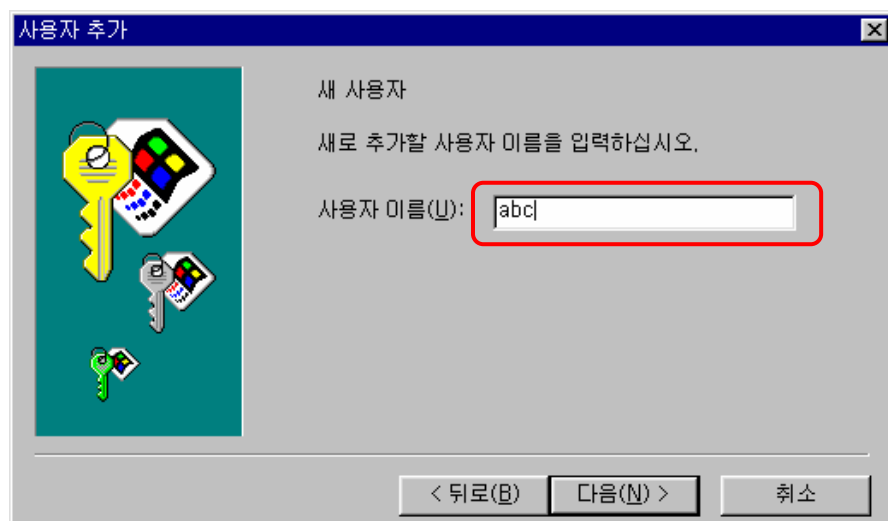 사용자 추가
새 사용자
새로 추가할 사용자 이름을 입력하십시오.
사용자 이름(U): abc
< 뒤로(B) 다음(N) > 취소